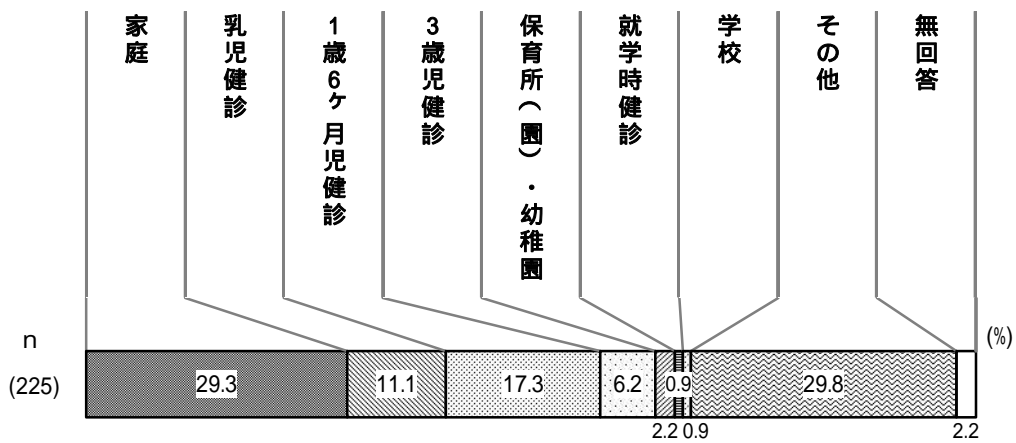 家庭
乳児健診
1歳6ヶ月児健診
3歳児健診
保育所(園)・幼稚園
就学時健診
学校
その他
無回答
n
(%)
(225)
29.3
11.1
17.3
6.2
0.9
29.8
2.2
0.9
2.2